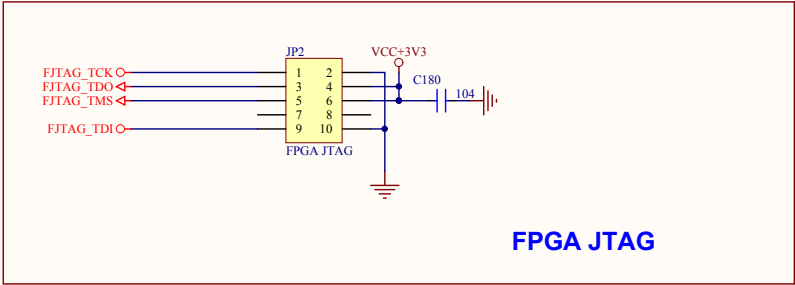 JP2
VCC+3V3
FJTAG_TCK 1 2
C180
FJTAG_TDO 3 4
104
FJTAG_TMS 5 6
7 8
FJTAG_TDI 9 10
FPGA JTAG
FPGA JTAG